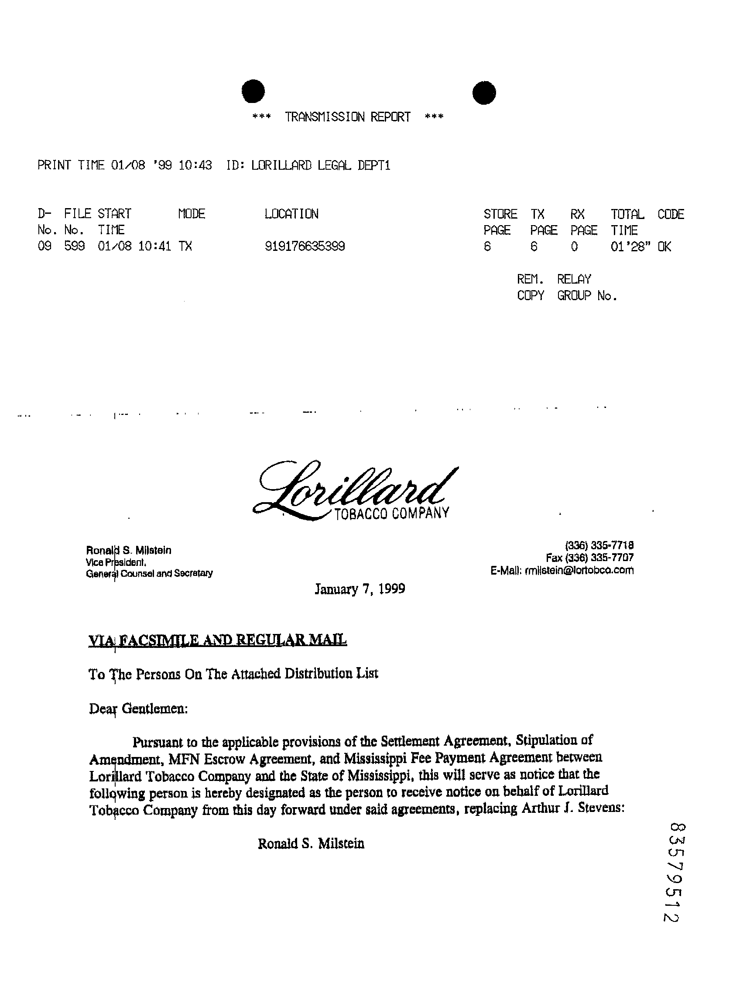 *** TRANSMISSION REPORT ***
PRINT TIME 01/08 '99 10:43 ID: LORILLARD LEGAL DEPT1
D- FILE START MODE LOCATION STORE TX RX TOTAL CODE
No. No. TIME PAGE PAGE PAGE TIME
09 599 01/08 10:41 TX 919176635399 6 6 0 01'28" OK
REM. RELAY
COPY GROUP No.
Lorillard
TOBACCO COMPANY
Ronald S. Milstein
Vice President,
General Counsel and Secretary
(336) 335-7718
Fax (336) 335-7707
E-Mail: rmilstein@lortobco.com
January 7, 1999
VIA FACSIMILE AND REGULAR MAIL
To The Persons On The Attached Distribution List
Dear Gentlemen:
Pursuant to the applicable provisions of the Settlement Agreement, Stipulation of
Amendment, MFN Escrow Agreement, and Mississippi Fee Payment Agreement between
Lorillard Tobacco Company and the State of Mississippi, this will serve as notice that the
following person is hereby designated as the person to receive notice on behalf of Lorillard
Tobacco Company from this day forward under said agreements, replacing Arthur J. Stevens:
Ronald S. Milstein
83579512